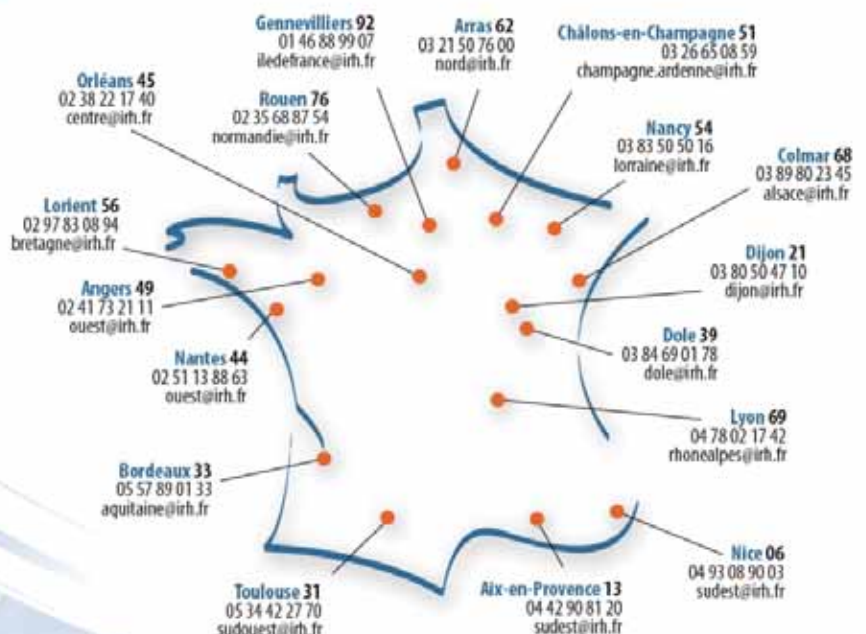 Gennevilliers 92
01 46 88 99 07
iledefrance@irh.fr
Arras 62
03 21 50 76 00
nord@irh.fr
Châlons-en-Champagne 51
03 26 65 08 59
champagne.ardenne@irh.fr
Orléans 45
02 38 22 17 40
centre@irh.fr
Rouen 76
02 35 68 87 54
normandie@irh.fr
Nancy 54
03 83 50 50 16
lorraine@irh.fr
Colmar 68
03 89 80 23 45
alsace@irh.fr
Lorient 56
02 97 83 08 94
bretagne@irh.fr
Dijon 21
03 80 50 47 10
dijon@irh.fr
Angers 49
02 41 73 21 11
ouest@irh.fr
Dole 39
03 84 69 01 78
dole@irh.fr
Nantes 44
02 51 13 88 63
ouest@irh.fr
Lyon 69
04 78 02 17 42
rhonealpes@irh.fr
Bordeaux 33
05 57 89 01 33
aquitaine@irh.fr
Nice 06
04 93 08 90 03
sudest@irh.fr
Toulouse 31
05 34 42 27 70
sudouest@irh.fr
Aix-en-Provence 13
04 42 90 81 20
sudest@irh.fr